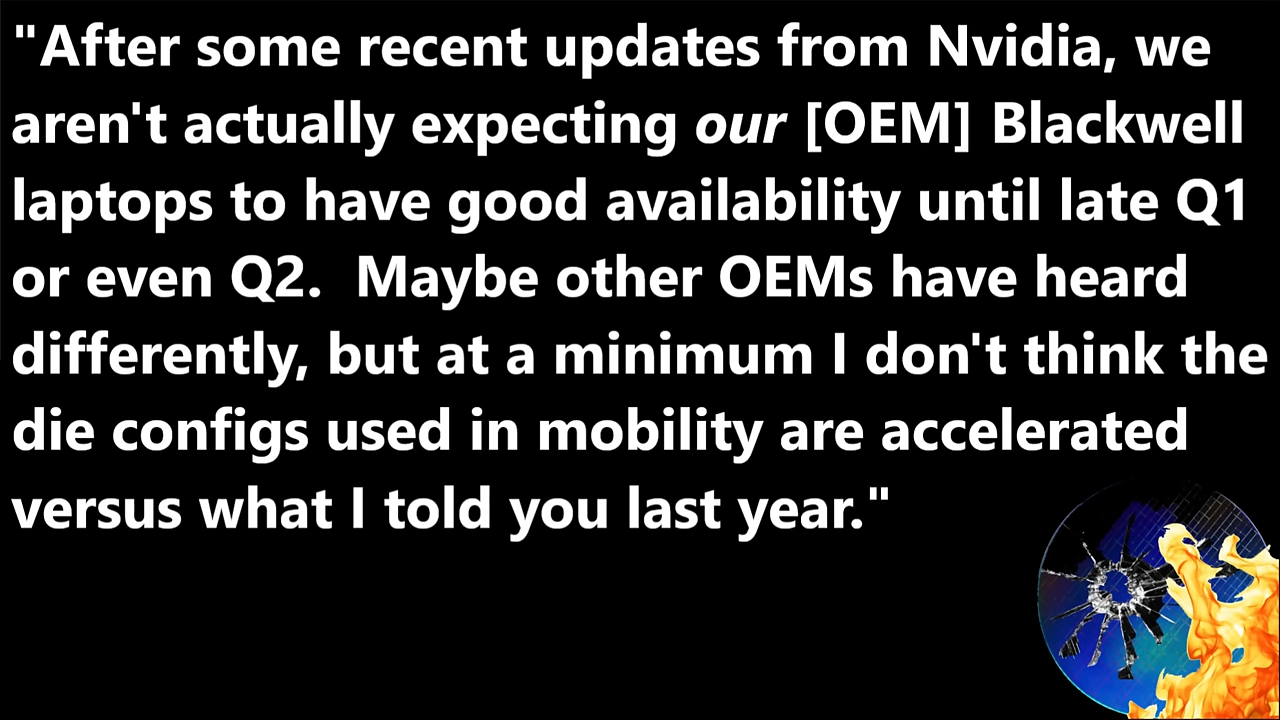 "After some recent updates from Nvidia, we
aren't actually expecting our [OEM] Blackwell
laptops to have good availability until late Q1
or even Q2.  Maybe other OEMs have heard
differently, but at a minimum I don't think the
die configs used in mobility are accelerated
versus what I told you last year."